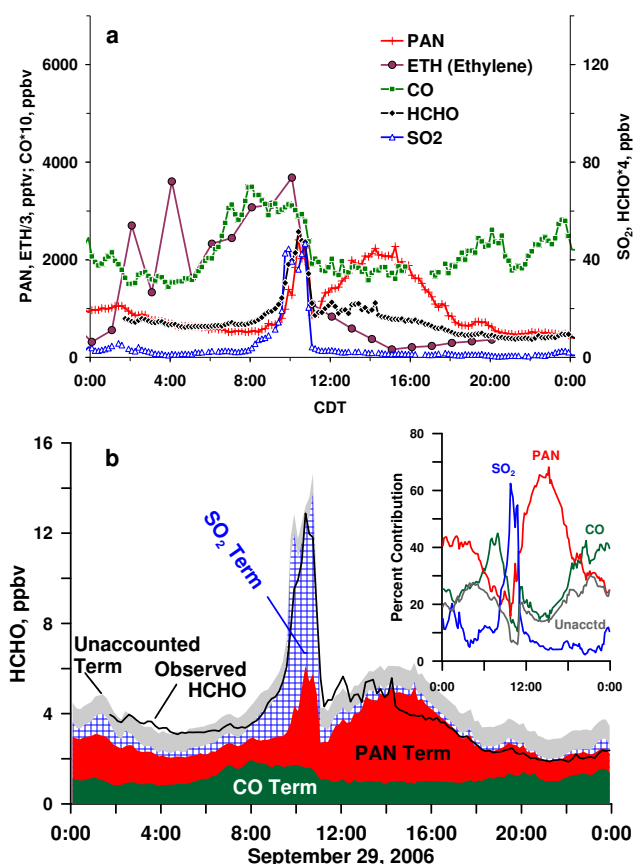 a
PAN
ETH (Ethylene)
CO
HCHO
SO2
PAN, ETH/3, pptv; CO*10, ppbv
6000
4000
2000
0
SO2, HCHO*4, ppbv
120
80
40
0
0:00 4:00 8:00 12:00 16:00 20:00 0:00
CDT
b
HCHO, ppbv
16
12
8
4
0
SO₂ Term
Unaccounted
Term
Observed
HCHO
PAN Term
CO Term
0:00 4:00 8:00 12:00 16:00 20:00 0:00
September 29, 2006
Percent Contribution
80
60
40
20
0
SO₂
PAN
CO
Unacctd.
0:00 12:00 0:00